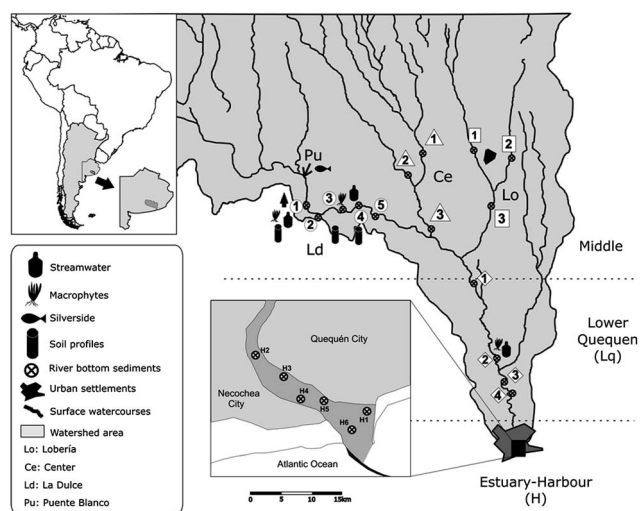 Streamwater
Macrophytes
Silverside
Soil profiles
River bottom sediments
Urban settlements
Surface watercourses
Watershed area
Lo: Lobería
Ce: Center
Ld: La Dulce
Pu: Puente Blanco
Pu
1
2
3
4
5
Ld
1
2
Ce
3
1
2
Lo
3
Middle
1
Lower
Quequen
(Lq)
2
3
4
Estuary-Harbour
(H)
Quequén City
H2
H3
Necochea
City
H4
H5
H1
H6
Atlantic Ocean
0 5 10 15km